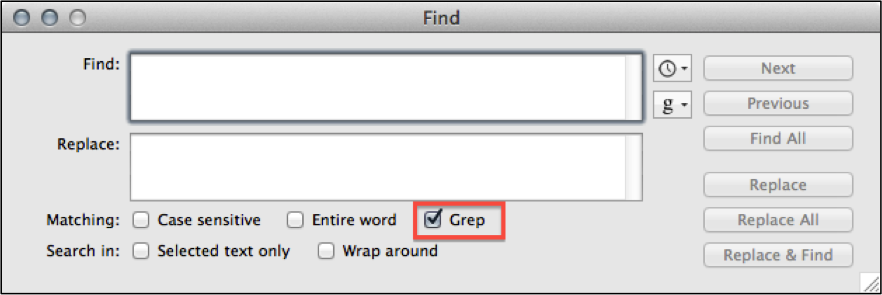 Find
Find:
Next
g
Previous
Find All
Replace:
Replace
Matching: Case sensitive Entire word Grep
Replace All
Search in: Selected text only Wrap around
Replace & Find